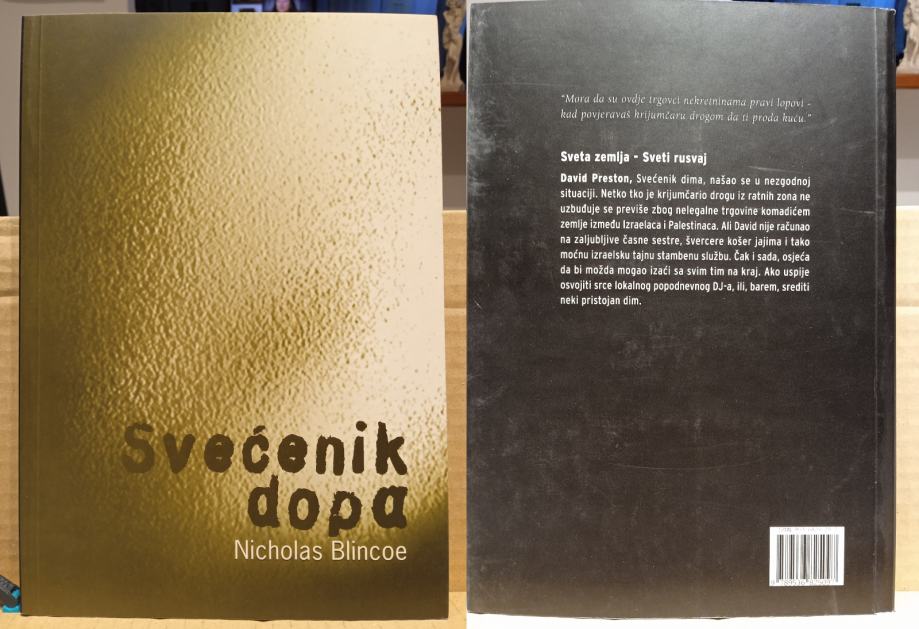 Svećenik
dopa
Nicholas Blincoe
"Mora da su ovdje trgovci nekretninama pravi lopovi -
kad povjeravaš krijumčaru drogom da ti proda kuću."
Sveta zemlja - Sveti rusvaj
David Preston, Svećenik dima, našao se u nezgodnoj
situaciji. Netko tko je krijumčario drogu iz ratnih zona ne
uzbuđuje se previše zbog nelegalne trgovine komadićem
zemlje između Izraelaca i Palestinaca. Ali David nije računao
na zaljubljive časne sestre, švercere košer jajima i tako
moćnu izraelsku tajnu stambenu službu. Čak i sada, osjeća
da bi možda mogao izaći sa svim tim na kraj. Ako uspije
osvojiti srce lokalnog popodnevnog DJ-a, ili, barem, srediti
neki pristojan dim.